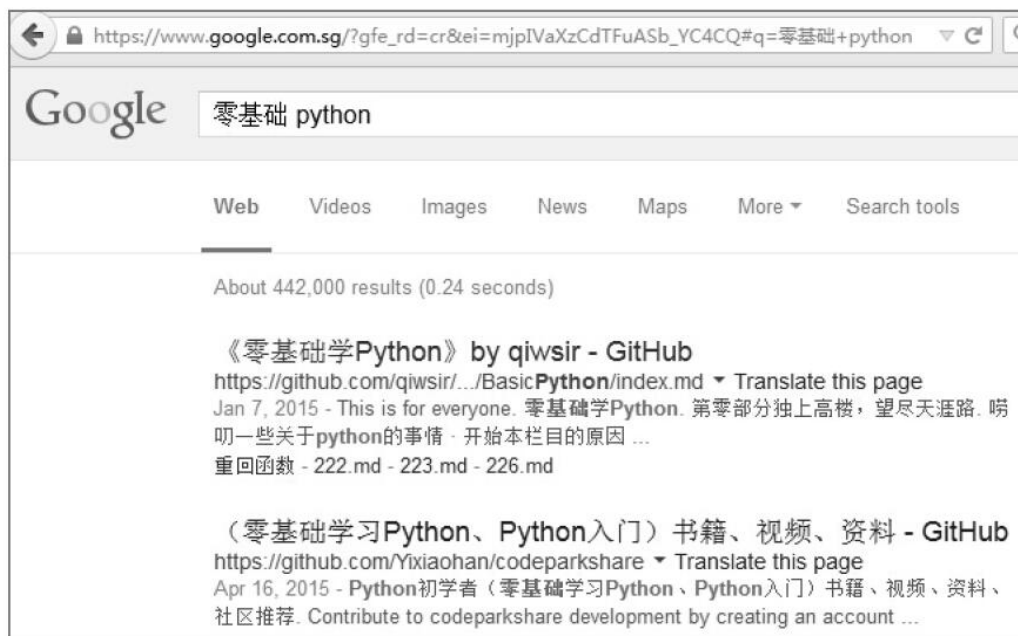 https://www.google.com.sg/?gfe_rd=cr&ei=mjpIVaXzCdTFuASb_YC4CQ#q=零基础+python
Google 零基础 python
Web Videos Images News Maps More Search tools
About 442,000 results (0.24 seconds)
《零基础学Python》by qiwsir - GitHub
https://github.com/qiwsir/.../BasicPython/index.md Translate this page
Jan 7, 2015 - This is for everyone. 零基础学Python. 第零部分独上高楼，望尽天涯路. 唠
叨一些关于python的事情 · 开始本栏目的原因 ...
重回函数 - 222.md - 223.md - 226.md
（零基础学习Python、Python入门）书籍、视频、资料 - GitHub
https://github.com/Yixiaohan/codeparkshare Translate this page
Apr 16, 2015 - Python初学者（零基础学习Python、Python入门）书籍、视频、资料、
社区推荐. Contribute to codeparkshare development by creating an account ...